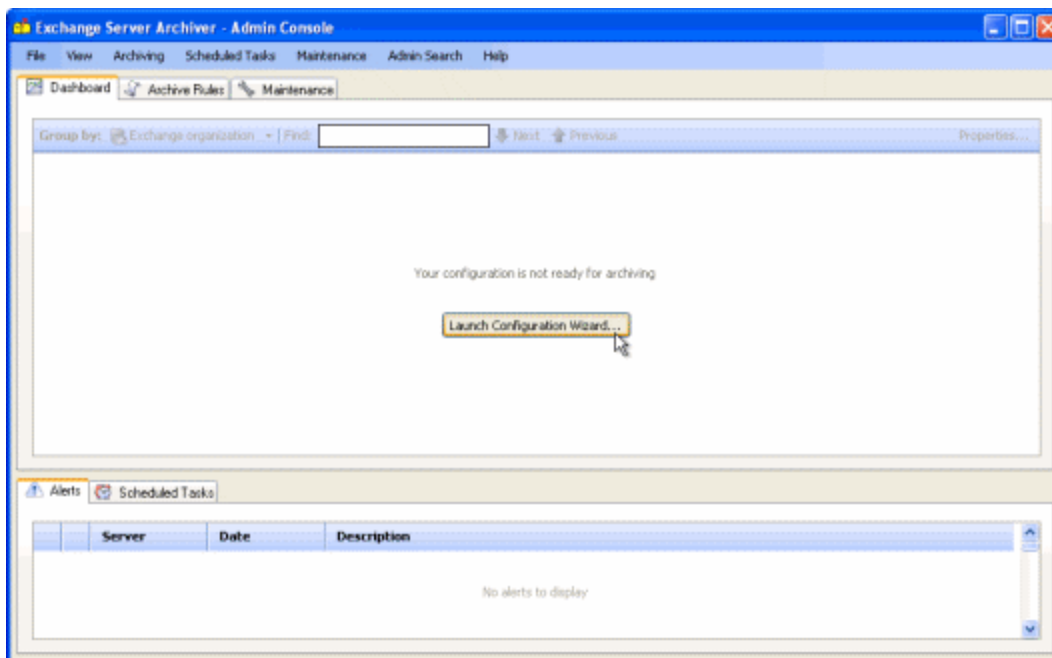 Exchange Server Archiver - Admin Console
File View Archiving Scheduled Tasks Maintenance Admin Search Help
Dashboard Archive Rules Maintenance
Group by: Exchange organization | Find: Next Previous Properties...
Your configuration is not ready for archiving
Launch Configuration Wizard...
Alerts Scheduled Tasks
Server Date Description
No alerts to display